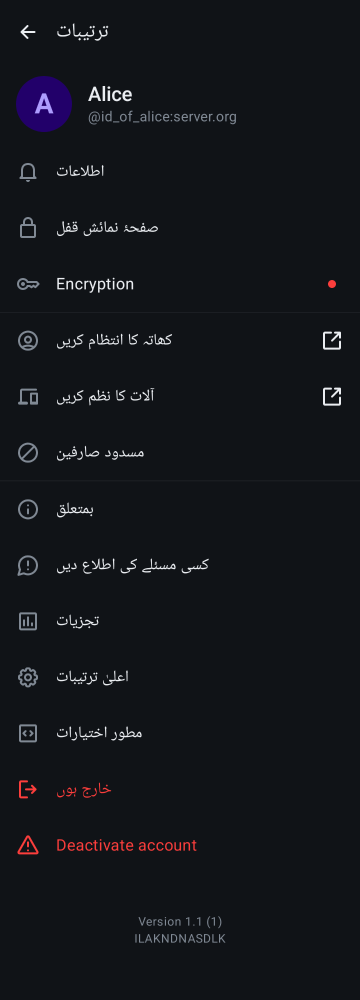 ترتیبات
A
Alice
@id_of_alice:server.org
اطلاعات
صفحۂ نمائش قفل
Encryption
کھاتہ کا انتظام کریں
آلات کا نظم کریں
مسدود صارفین
بمتعلق
کسی مسئلے کی اطلاع دیں
تجزیات
اعلیٰ ترتیبات
مطور اختیارات
خارج ہوں
Deactivate account
Version 1.1 (1)
ILAKNDNASDLK